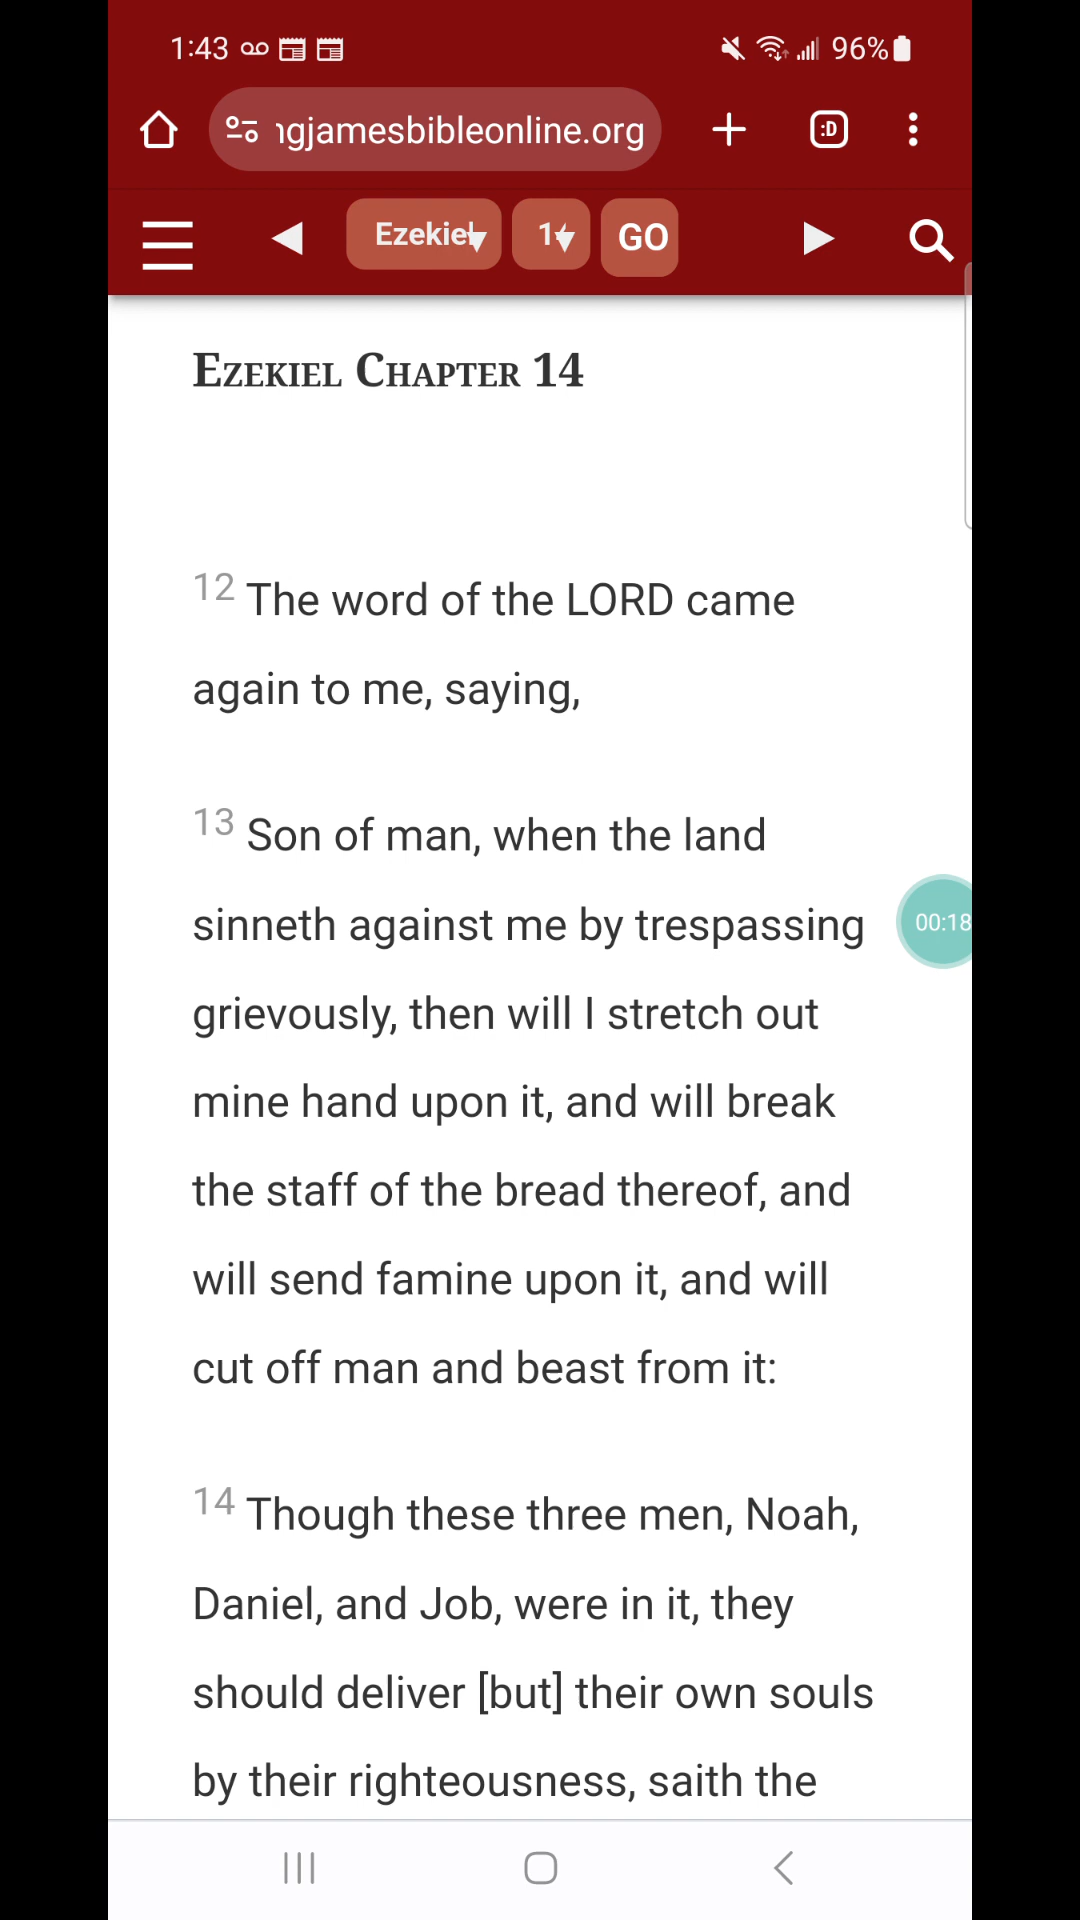 1:43
96%
ngjamesbibleonline.org
:D
Ezekiel
GO
EZEKIEL CHAPTER 14
12 The word of the LORD came
again to me, saying,
13 Son of man, when the land
sinneth against me by trespassing
00:18
grievously, then will I stretch out
mine hand upon it, and will break
the staff of the bread thereof, and
will send famine upon it, and will
cut off man and beast from it:
14 Though these three men, Noah,
Daniel, and Job, were in it, they
should deliver [but] their own souls
by their righteousness, saith the